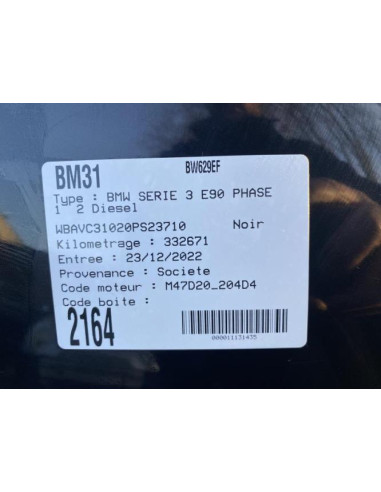 BM31 BW629EF
Type : BMW SERIE 3 E90 PHASE
1 2 Diesel
WBAVC31020PS23710 Noir
Kilometrage : 332671
Entree : 23/12/2022
Provenance : Societe
Code moteur : M47D20_204D4
Code boite :
2164
000011131475